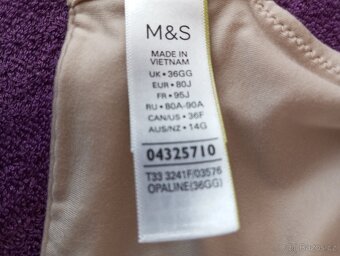 M&S
MADE IN
VIETNAM
UK • 36GG
EUR • 80J
FR • 95J
RU • 80A-90A
CAN/US • 36F
AUS/NZ • 14G
04325710
T33 3241F/03576
OPALINE(36GG)